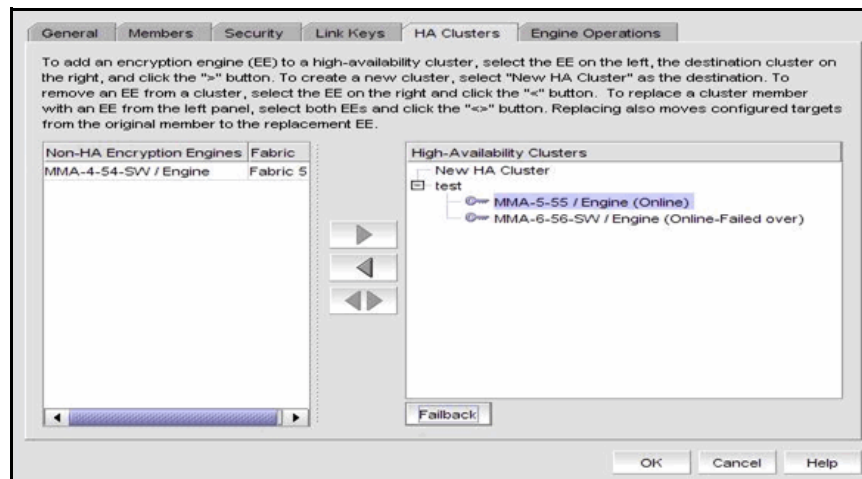 General Members Security Link Keys HA Clusters Engine Operations
To add an encryption engine (EE) to a high-availability cluster, select the EE on the left, the destination cluster on
the right, and click the ">" button. To create a new cluster, select "New HA Cluster" as the destination. To
remove an EE from a cluster, select the EE on the right and click the "<" button. To replace a cluster member
with an EE from the left panel, select both EEs and click the "<>" button. Replacing also moves configured targets
from the original member to the replacement EE.
Non-HA Encryption Engines Fabric
MMA-4-54-SW / Engine Fabric 5
High-Availability Clusters
New HA Cluster
test
MMA-5-55 / Engine (Online)
MMA-6-56-SW / Engine (Online-Failed over)
Failback
OK Cancel Help